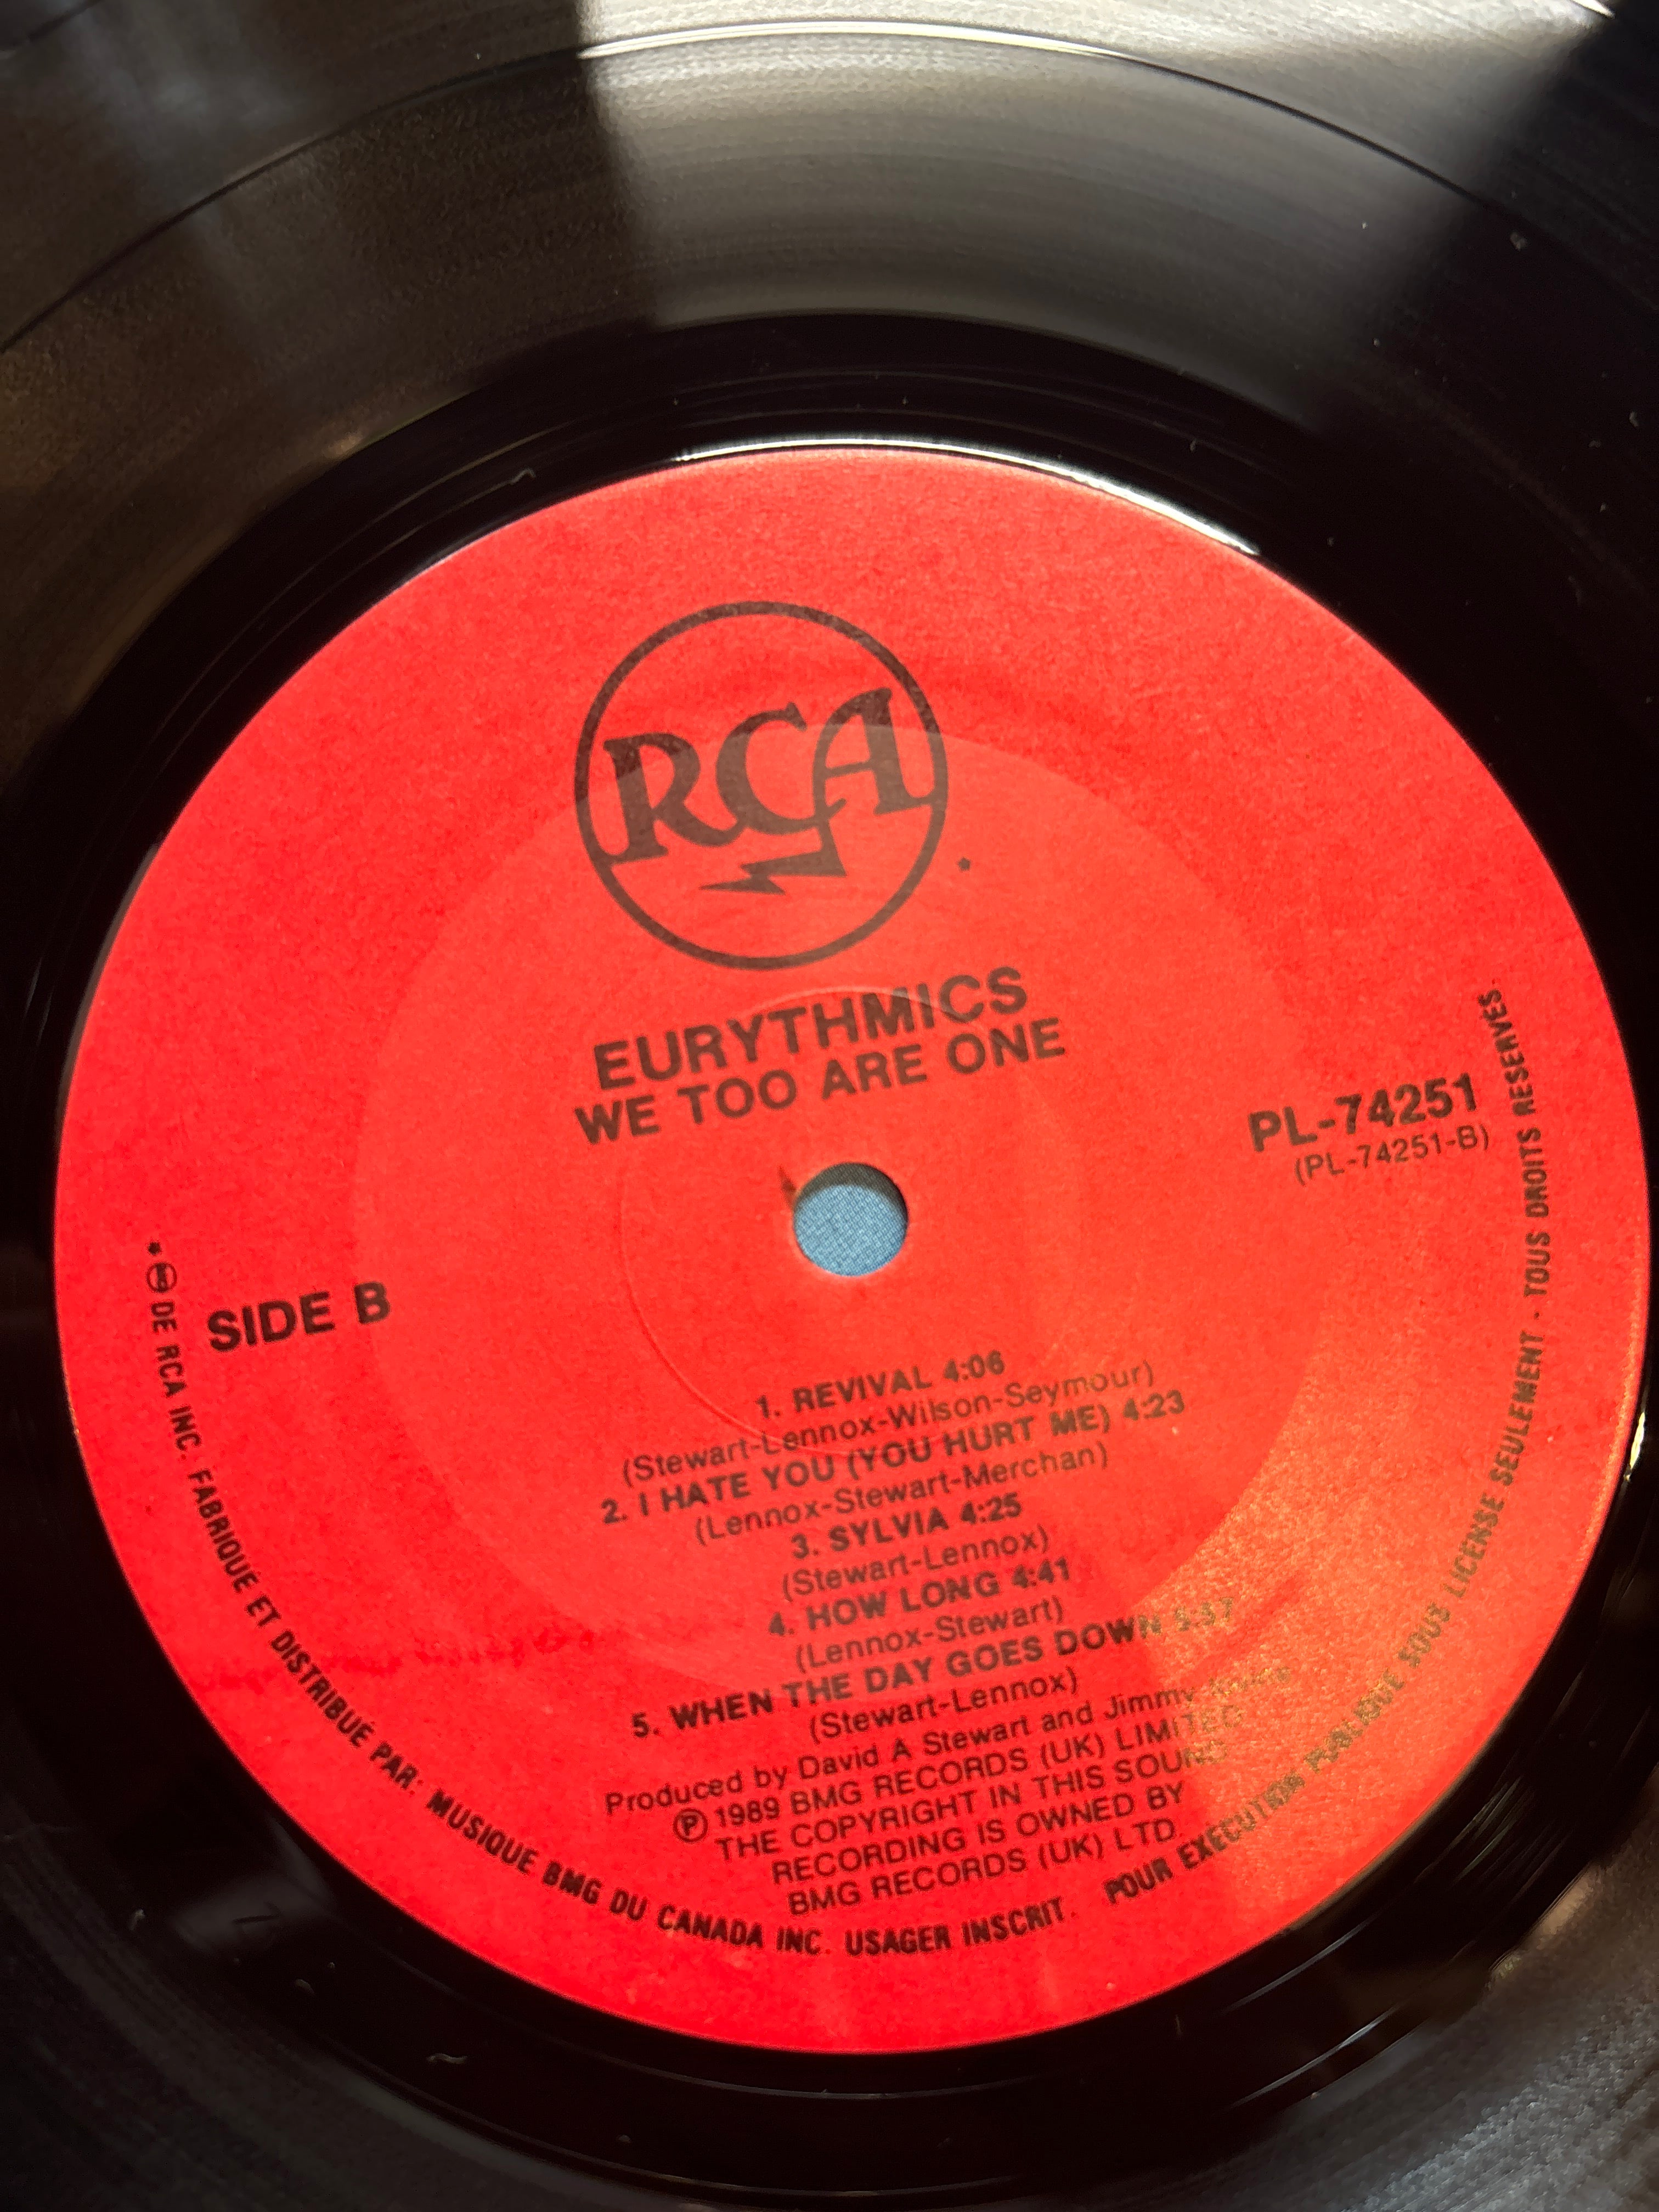 RCA
*
EURYTHMICS
WE TOO ARE ONE
PL-74251
(PL-74251-B)
SIDE B
1. REVIVAL 4:06
(Stewart-Lennox-Wilson-Seymour)
2. I HATE YOU (YOU HURT ME) 4:23
(Lennox-Stewart-Merchan)
3. SYLVIA 4:25
(Stewart-Lennox)
4. HOW LONG 4:41
(Lennox-Stewart)
5. WHEN THE DAY GOES DOWN
(Stewart-Lennox)
Produced by David A Stewart and Jimmy
℗ 1989 BMG RECORDS (UK) LIMITED
THE COPYRIGHT IN THIS SOUND
RECORDING IS OWNED BY
BMG RECORDS (UK) LTD
* DE RCA INC. FABRIQUÉ ET DISTRIBUÉ PAR: MUSIQUE BMG DU CANADA INC. USAGER INSCRIT. POUR EXECUTION PUBLIQUE SOUS LICENSE SEULEMENT - TOUS DROITS RESERVÉS.